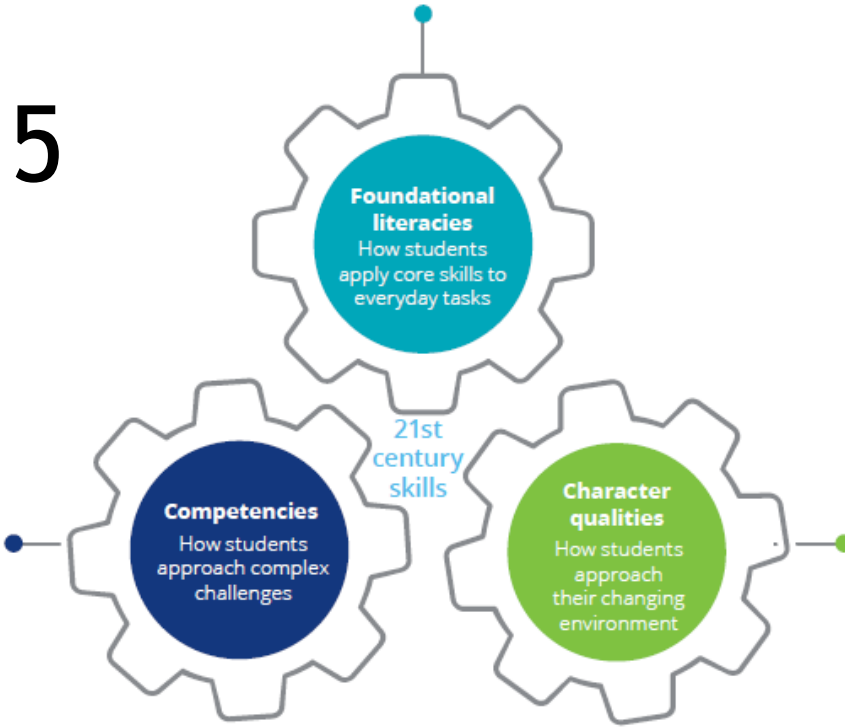 5
Foundational
literacies
How students
apply core skills to
everyday tasks
21st
century
skills
Competencies
How students
approach complex
challenges
Character
qualities
How students
approach
their changing
environment